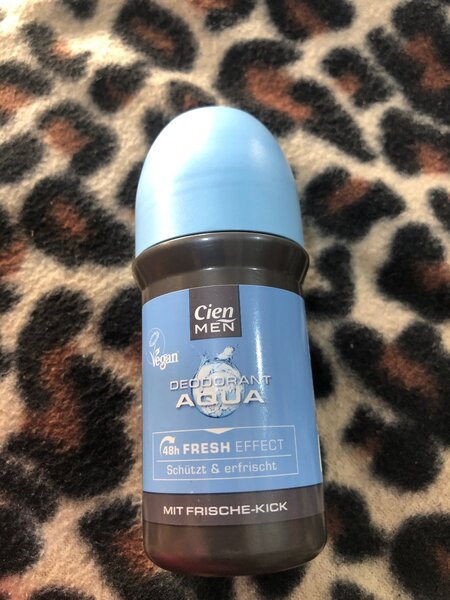 Cien
MEN
Vegan
DEODORANT
AQUA
48h FRESH EFFECT
Schützt & erfrischt
MIT FRISCHE-KICK